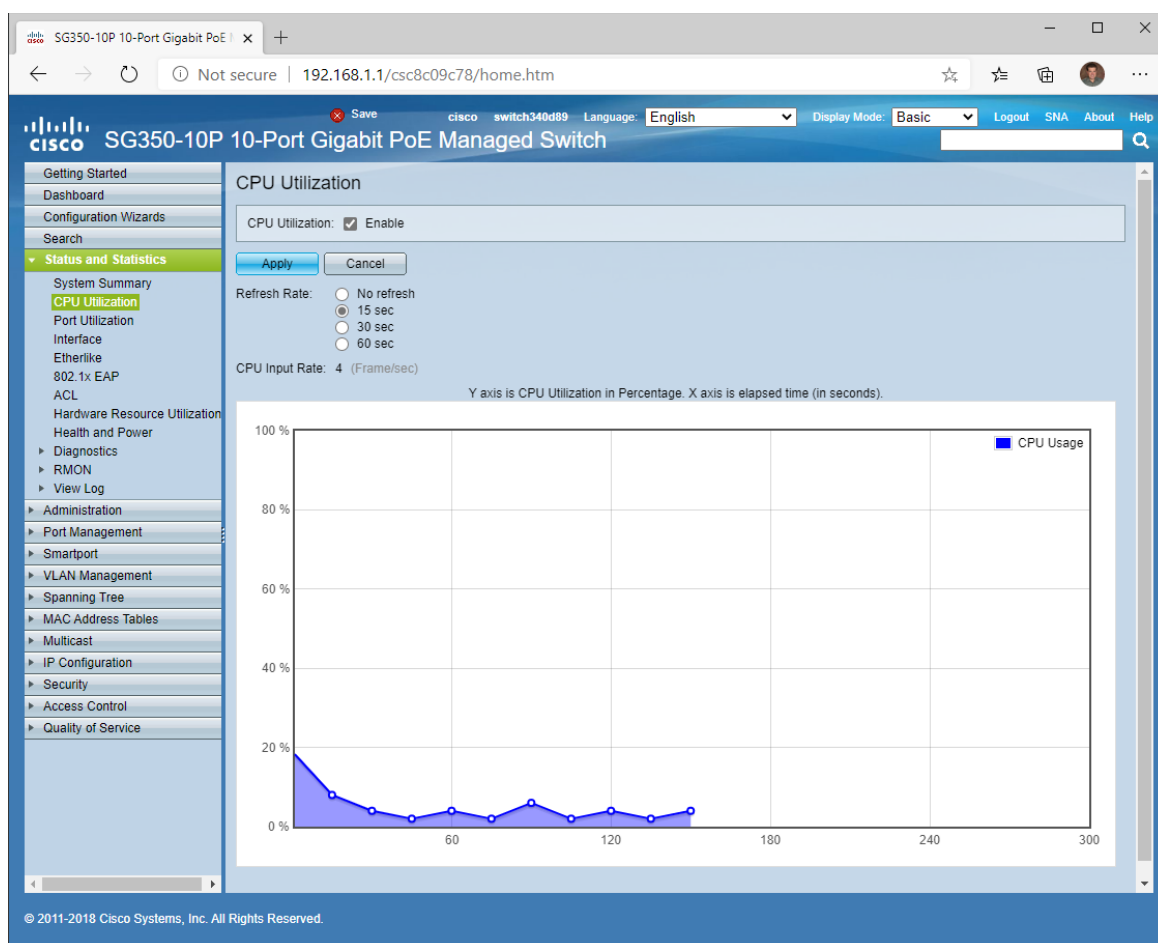 SG350-10P 10-Port Gigabit PoE
Not secure | 192.168.1.1/csc8c09c78/home.htm
Save cisco switch340d89 Language: English Display Mode: Basic Logout SNA About Help
cisco SG350-10P 10-Port Gigabit PoE Managed Switch
Getting Started
Dashboard
Configuration Wizards
Search
Status and Statistics
System Summary
CPU Utilization
Port Utilization
Interface
Etherlike
802.1x EAP
ACL
Hardware Resource Utilization
Health and Power
Diagnostics
RMON
View Log
Administration
Port Management
Smartport
VLAN Management
Spanning Tree
MAC Address Tables
Multicast
IP Configuration
Security
Access Control
Quality of Service
CPU Utilization
CPU Utilization: Enable
Apply Cancel
Refresh Rate: No refresh
15 sec
30 sec
60 sec
CPU Input Rate: 4 (Frame/sec)
Y axis is CPU Utilization in Percentage. X axis is elapsed time (in seconds).
100 %
CPU Usage
80 %
60 %
40 %
20 %
0 %
60 120 180 240 300
© 2011-2018 Cisco Systems, Inc. All Rights Reserved.